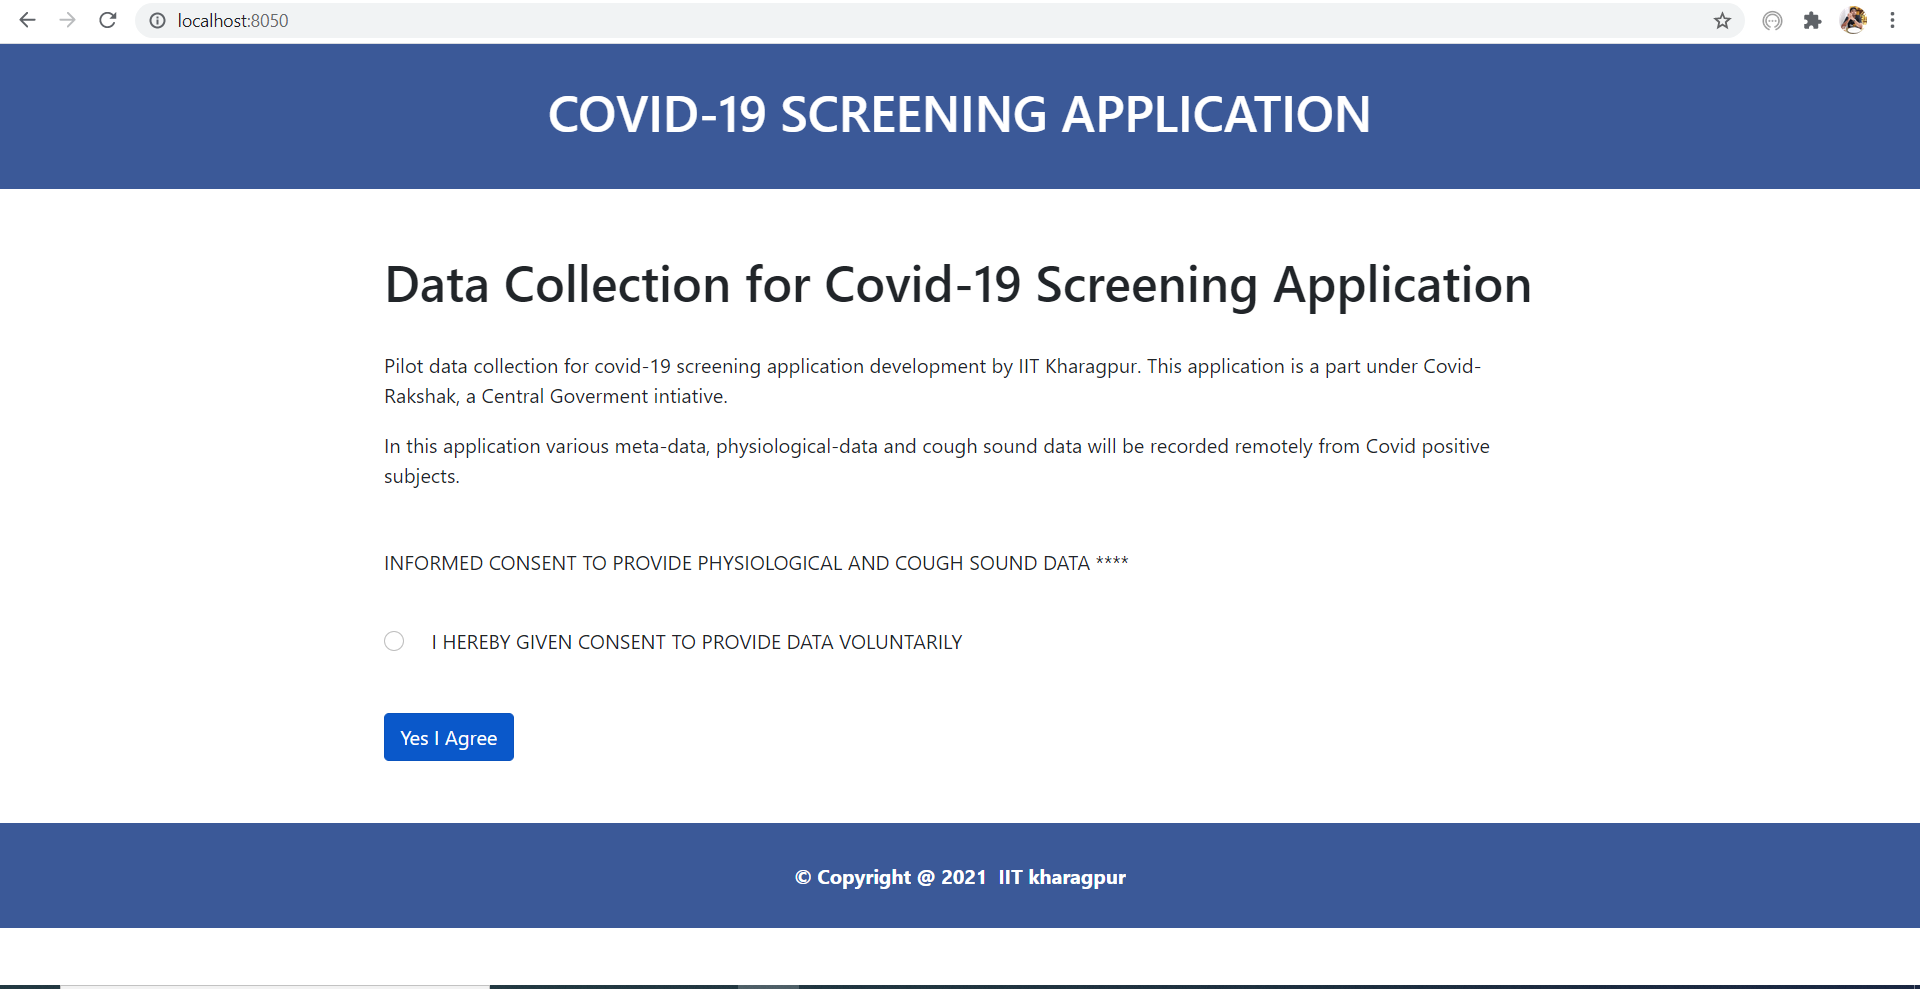 localhost:8050
COVID-19 SCREENING APPLICATION
Data Collection for Covid-19 Screening Application
Pilot data collection for covid-19 screening application development by IIT Kharagpur. This application is a part under Covid-
Rakshak, a Central Goverment intiative.
In this application various meta-data, physiological-data and cough sound data will be recorded remotely from Covid positive
subjects.
INFORMED CONSENT TO PROVIDE PHYSIOLOGICAL AND COUGH SOUND DATA ****
I HEREBY GIVEN CONSENT TO PROVIDE DATA VOLUNTARILY
Yes I Agree
© Copyright @ 2021 IIT kharagpur